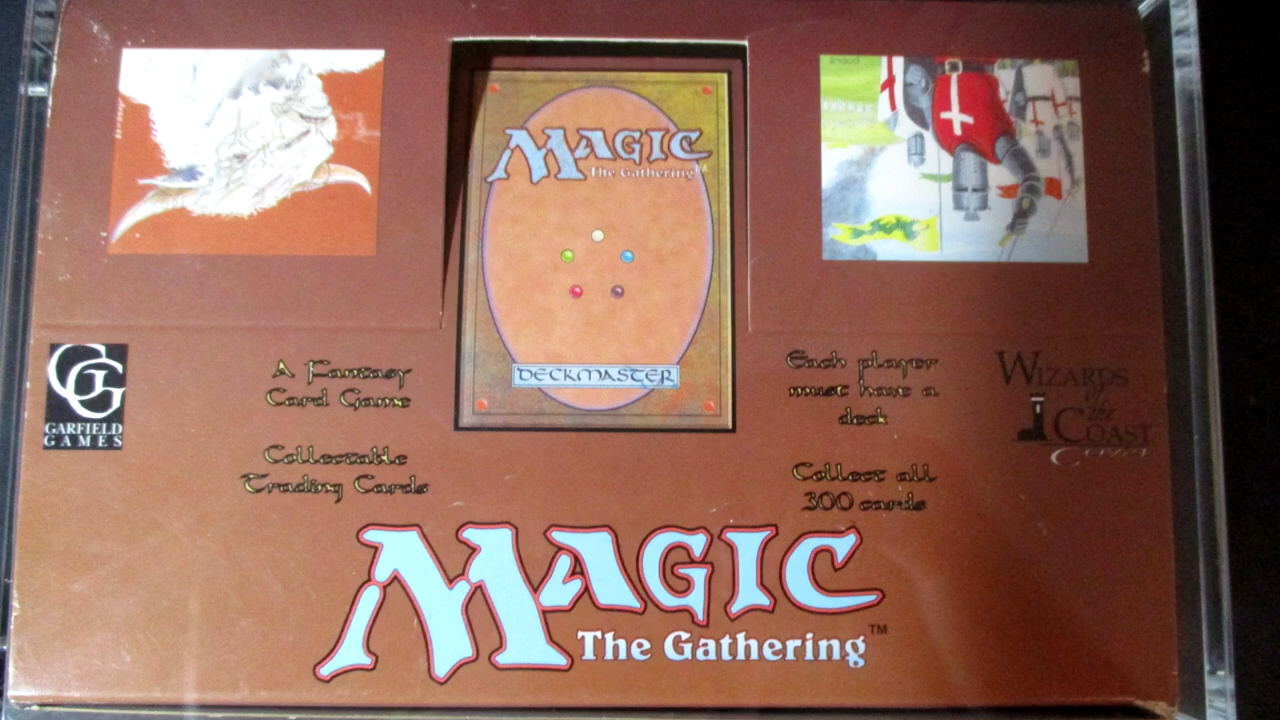 MAGIC
The Gathering
DECKMASTER
GG
GARFIELD
GAMES
A Fantasy
Card Game
Collectable
Trading Cards
Each player
must have a
deck
Collect all
300 cards
WIZARDS
of
the
COAST
MAGIC
The Gathering™